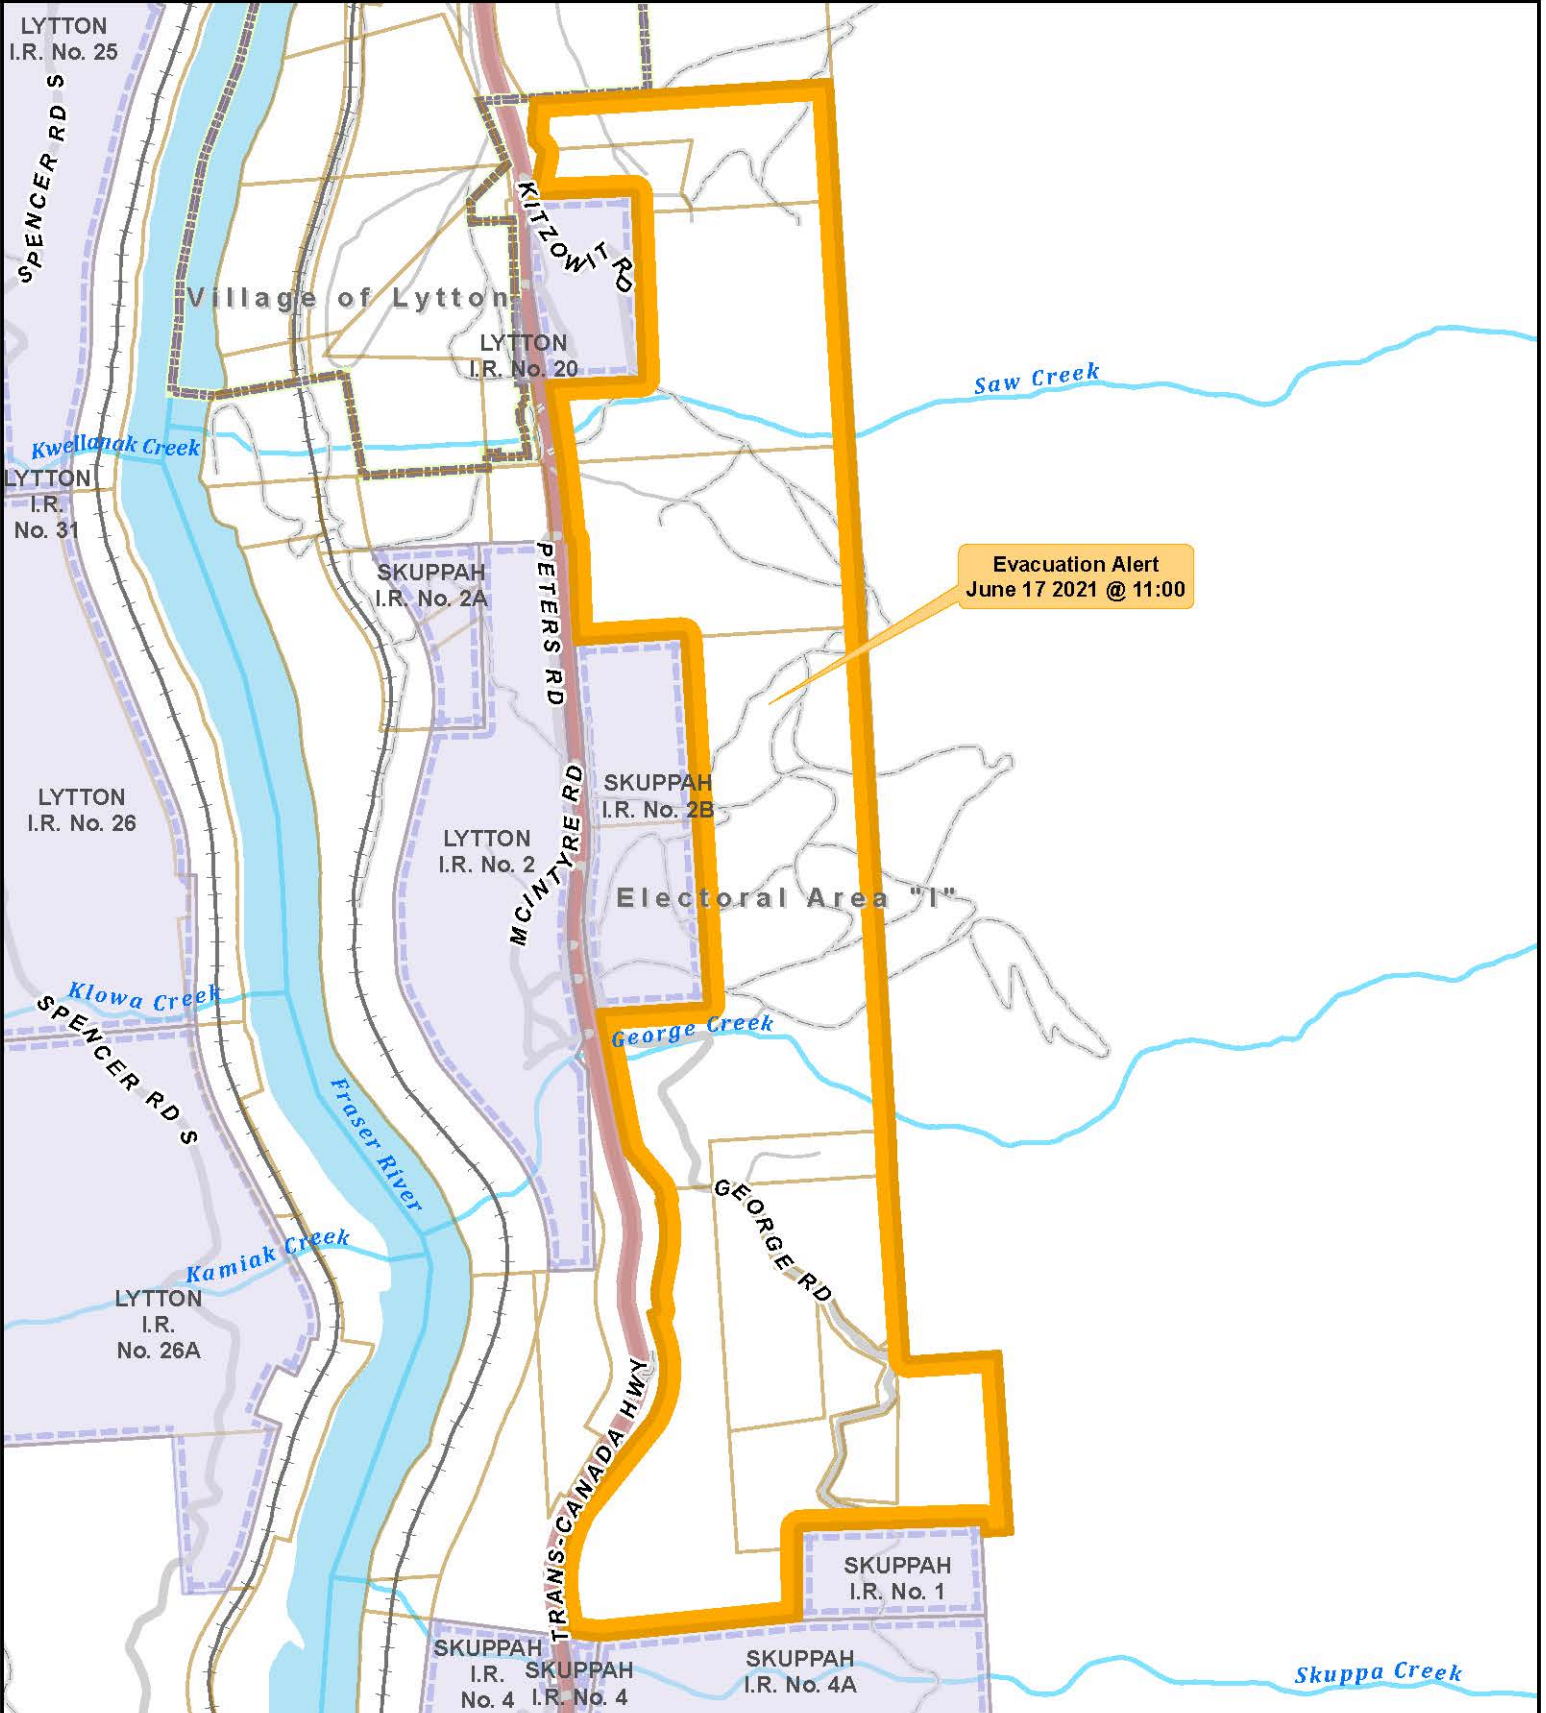 LYTTON
I.R. No. 25
SPENCER RD S
KITZOWIT RD
Village of Lytton
LYTTON
I.R. No. 20
Saw Creek
Kwellanak Creek
LYTTON
I.R.
No. 31
Evacuation Alert
June 17 2021 @ 11:00
SKUPPAH
I.R. No. 2A
PETERS RD
LYTTON
I.R. No. 26
SKUPPAH
I.R. No. 2B
MCINTYRE RD
LYTTON
I.R. No. 2
Electoral Area "I"
Klowa Creek
SPENCER RD S
George Creek
Fraser River
GEORGE RD
Kamiak Creek
LYTTON
I.R.
No. 26A
TRANS-CANADA HWY
SKUPPAH
I.R. No. 1
SKUPPAH
I.R.
No. 4
SKUPPAH
I.R. No. 4
SKUPPAH
I.R. No. 4A
Skuppa Creek